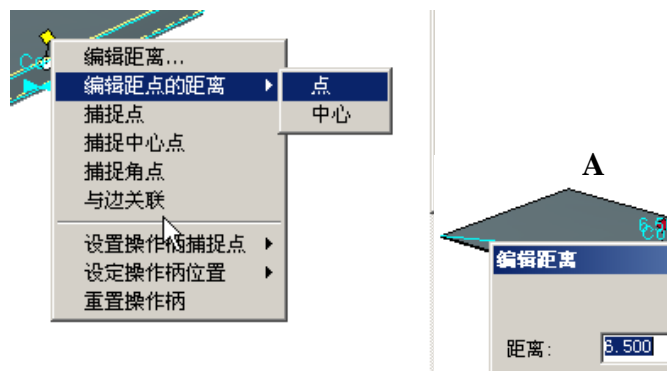 编辑距离...
编辑距点的距离
点
捕捉点
中心
捕捉中心点
捕捉角点
与边关联
设置操作柄捕捉点
设定操作柄位置
重置操作柄
A
编辑距离
距离:
6.500